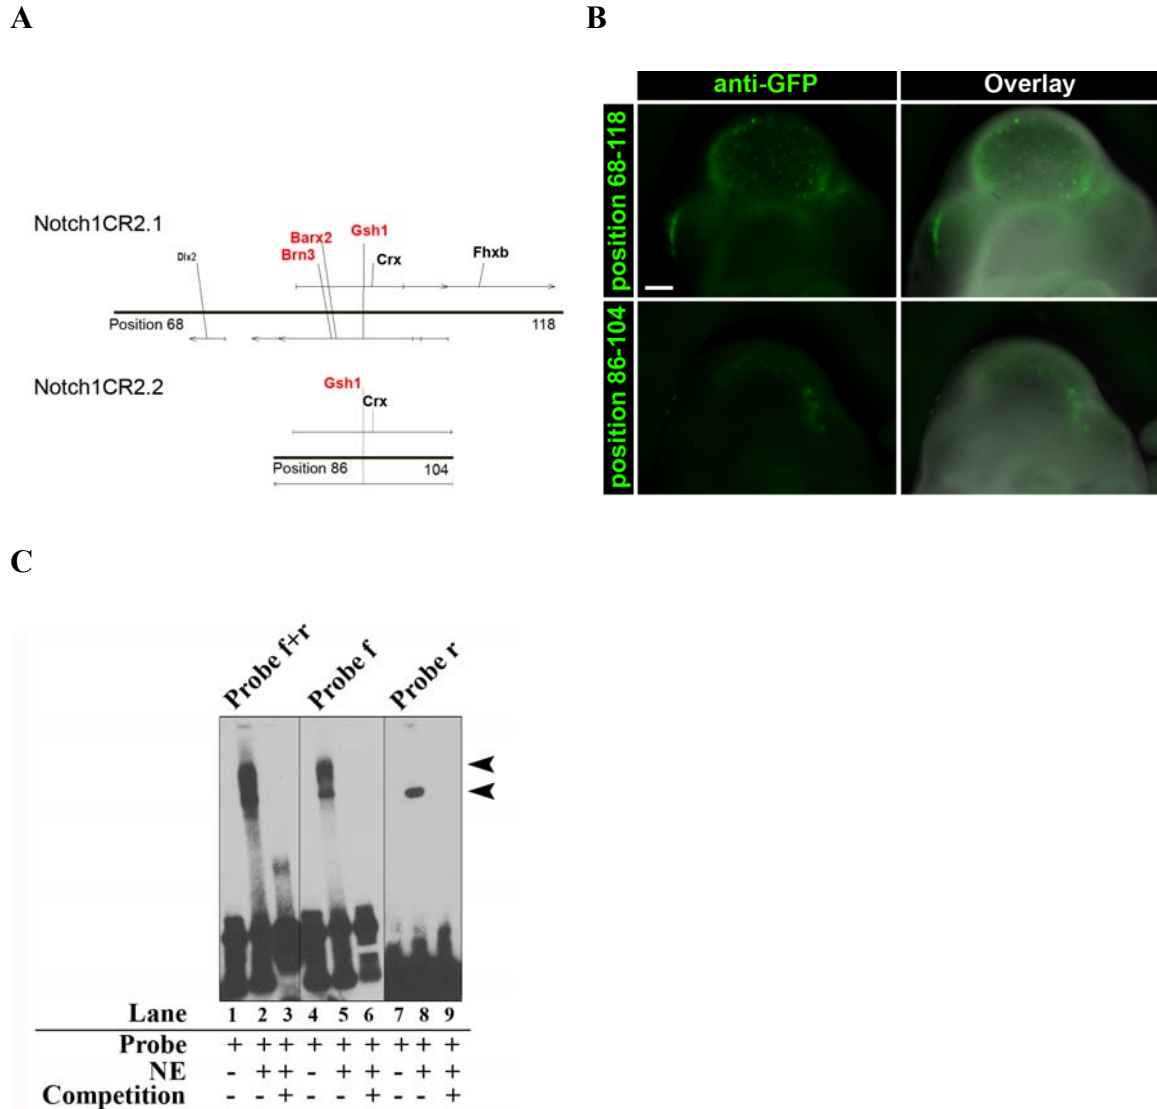 A
B
Notch1CR2.1
Dlx2
Barx2
Brn3
Gsh1
Crx
Fhxb
Position 68
118
Notch1CR2.2
Gsh1
Crx
Position 86
104
anti-GFP
Overlay
position 68-118
position 86-104
C
Probe f+r
Probe f
Probe r
Lane 1 2 3 4 5 6 7 8 9
Probe + + + + + + + + +
NE - + + - + + - + +
Competition - - + - - + - - +